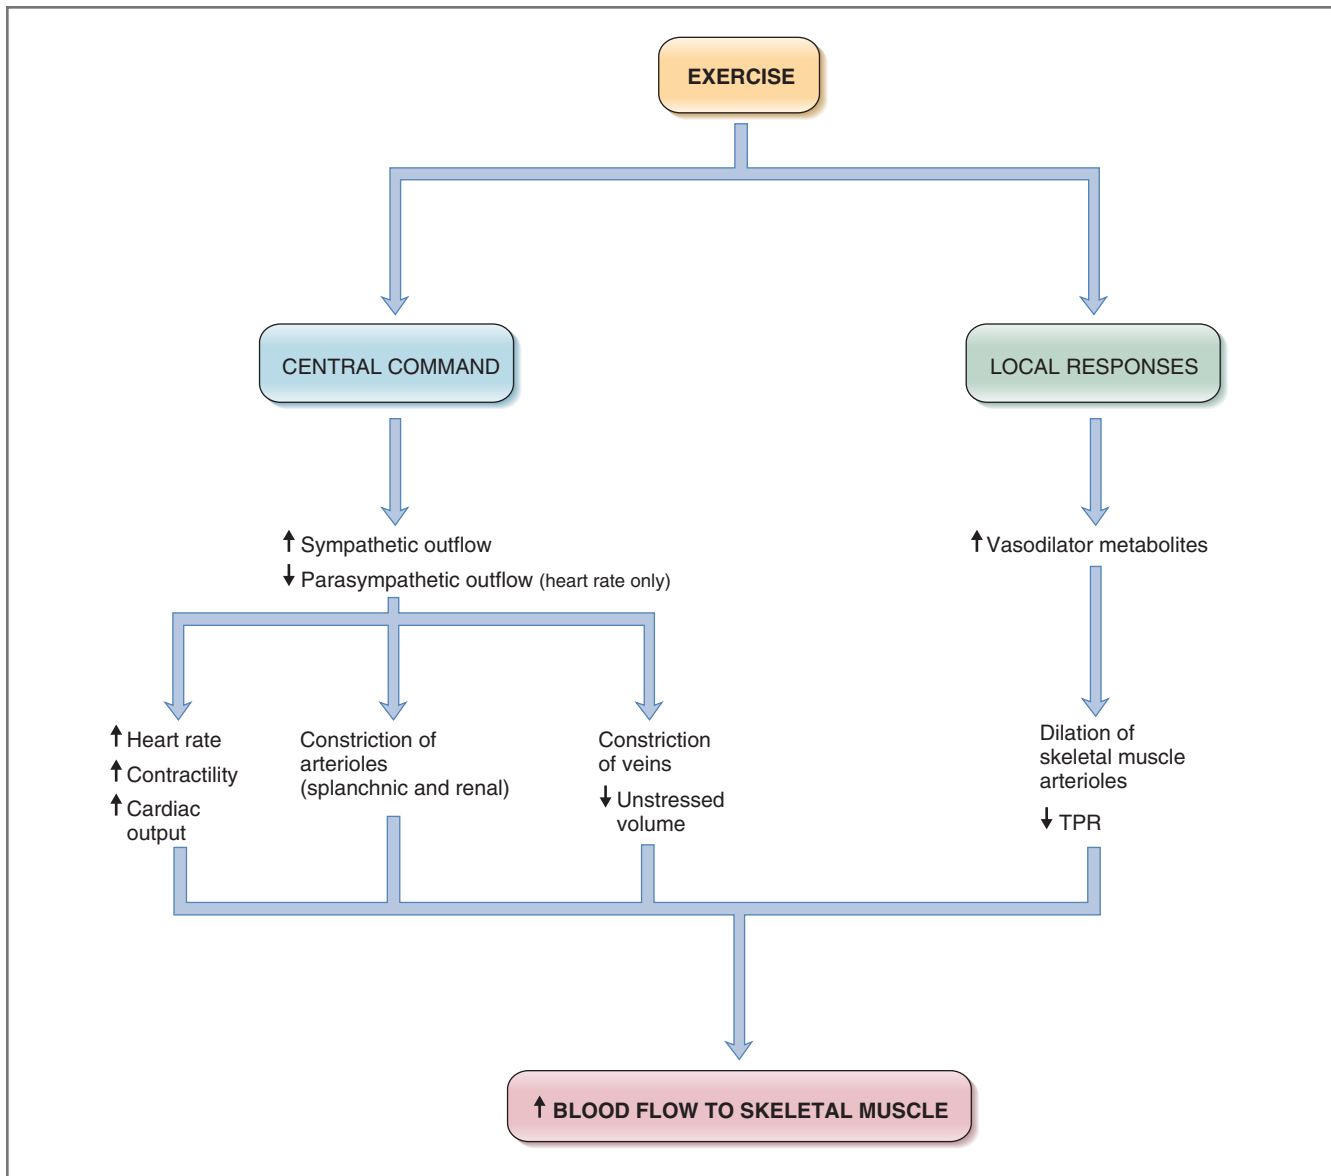 EXERCISE
CENTRAL COMMAND
LOCAL RESPONSES
↑ Sympathetic outflow
↓ Parasympathetic outflow (heart rate only)
↑ Vasodilator metabolites
↑ Heart rate
↑ Contractility
↑ Cardiac
output
Constriction of
arterioles
(splanchnic and renal)
Constriction
of veins
↓ Unstressed
volume
Dilation of
skeletal muscle
arterioles
↓ TPR
↑ BLOOD FLOW TO SKELETAL MUSCLE